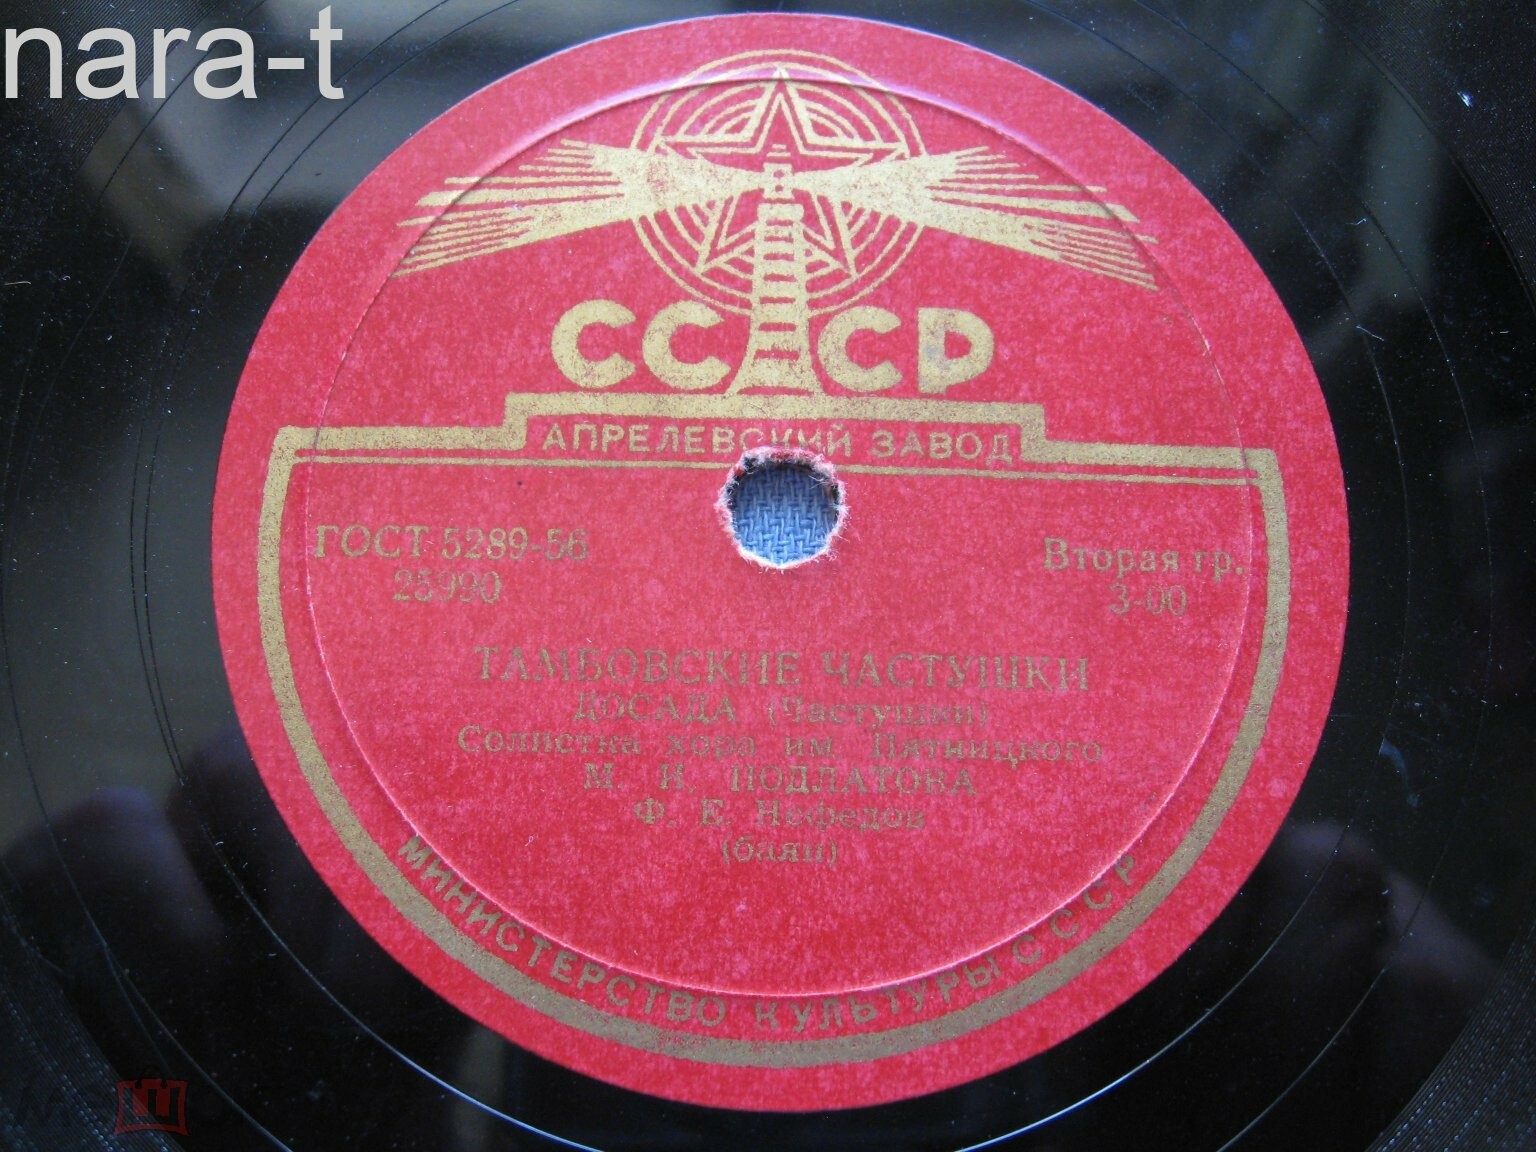 nara-t
СССР
АПРЕЛЕВСКИЙ ЗАВОД
ГОСТ 5289-56
25990
Вторая гр.
3-00
ТАМБОВСКИЕ ЧАСТУШКИ
ДОСАДА (Частушки)
Солистка хора им Пятницкого
М. И. ПОДЛАТОВА
Ф. Е. Нефедов
(баян)
МИНИСТЕРСТВО КУЛЬТУРЫ СССР